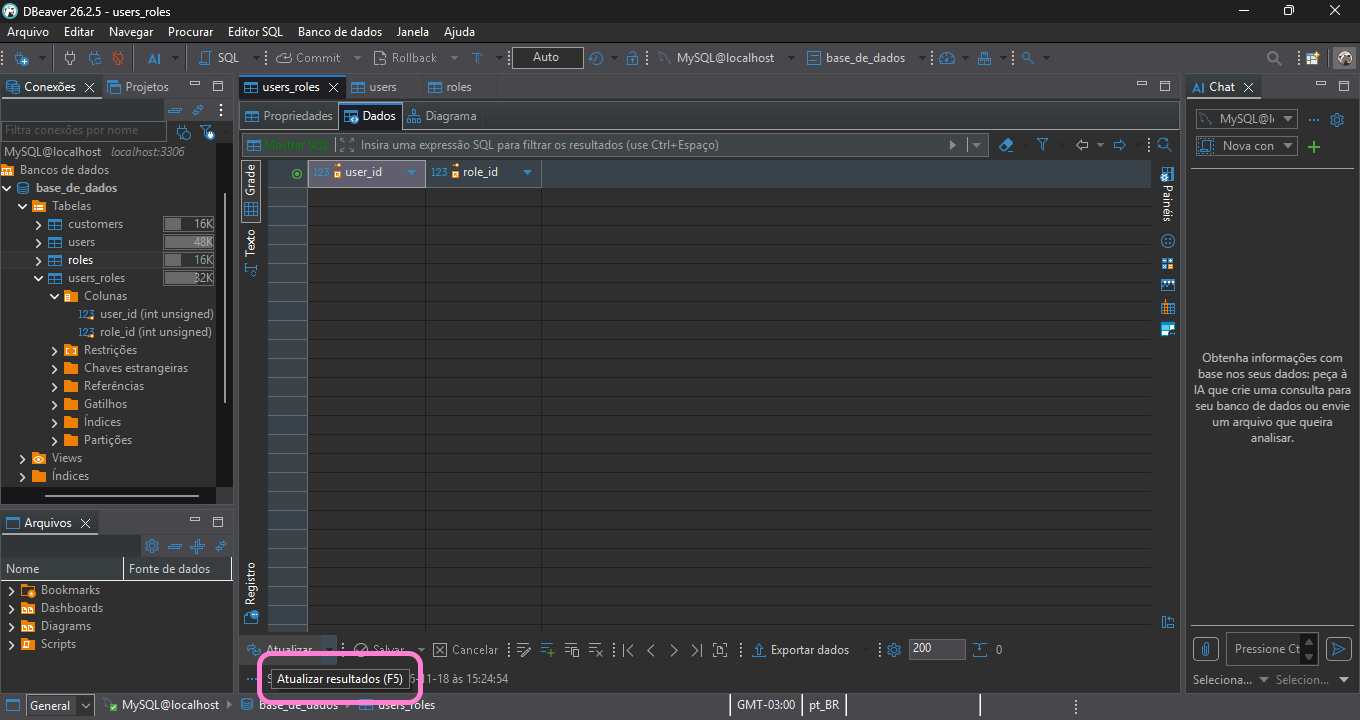 DBeaver 26.2.5 - users_roles
Arquivo Editar Navegar Procurar Editor SQL Banco de dados Janela Ajuda
AI SQL Commit Rollback T Auto MySQL@localhost base_de_dados
Conexões Projetos
Filtra conexões por nome
MySQL@localhost localhost:3306
Bancos de dados
base_de_dados
Tabelas
customers 16K
users 48K
roles 16K
users_roles 32K
Colunas
123 user_id (int unsigned)
123 role_id (int unsigned)
Restrições
Chaves estrangeiras
Referências
Gatilhos
Índices
Partições
Views
Índices
Arquivos
Nome Fonte de dados
Bookmarks
Dashboards
Diagrams
Scripts
users_roles users roles
Propriedades Dados Diagrama
Mostrar SQL Insira uma expressão SQL para filtrar os resultados (use Ctrl+Espaço)
Grade
Texto
Registro
123 user_id 123 role_id
Painéis
Atualizar Salvar Cancelar Exportar dados 200 0
Atualizar resultados (F5)
-11-18 às 15:24:54
AI Chat
MySQL@l
Nova con
Obtenha informações com
base nos seus dados: peça à
IA que crie uma consulta para
seu banco de dados ou envie
um arquivo que queira
analisar.
Pressione Ct
Seleciona... Selecion...
General MySQL@localhost base_de_dados users_roles GMT-03:00 pt_BR